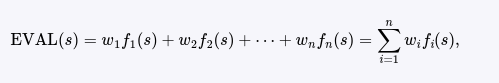 EVAL(s) = w₁f₁(s) + w₂f₂(s) + ··· + wₙfₙ(s) = ∑ᵢ₌₁ⁿ wᵢfᵢ(s),